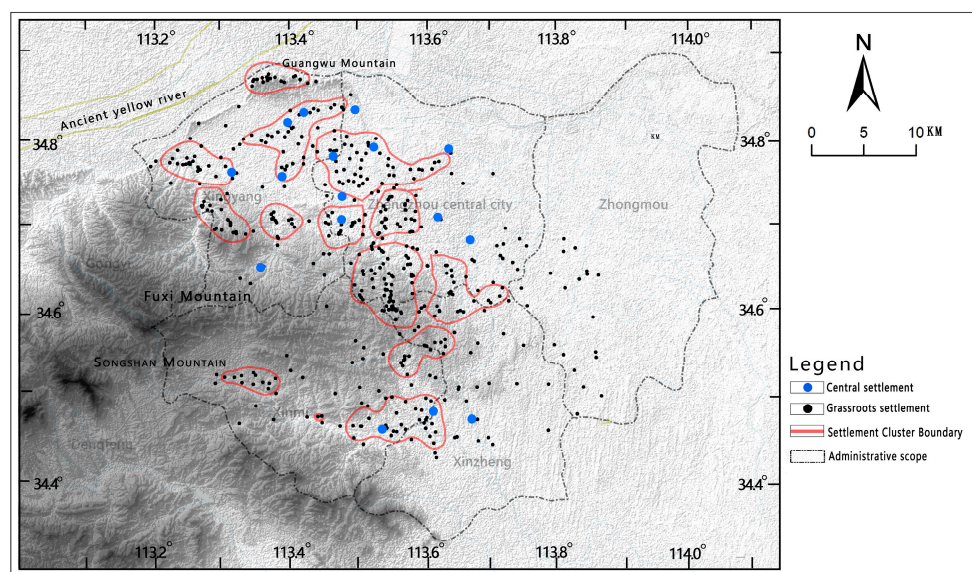 113.2°
113.4°
113.6°
113.8°
114.0°
Guangwu Mountain
N
Ancient yellow river
0 5 10 KM
KM
34.8°
34.8°
Xingyang
Zhengzhou central city
Zhongmou
Gongyi
Fuxi Mountain
34.6°
34.6°
SONGSHAN MOUNTAIN
Legend
Central settlement
Grassroots settlement
Settlement Cluster Boundary
Administrative scope
Xinmi
Dengfeng
Xinzheng
34.4°
34.4°
113.2°
113.4°
113.6°
113.8°
114.0°